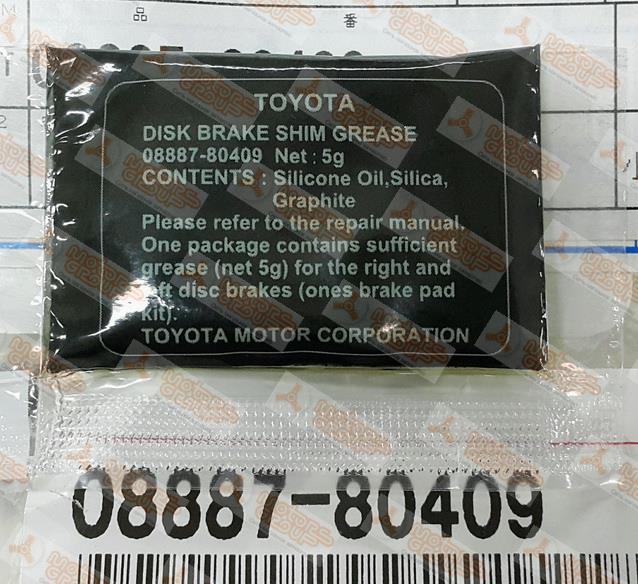 品 番
TOYOTA
DISK BRAKE SHIM GREASE
08887-80409 Net : 5g
CONTENTS : Silicone Oil,Silica,
Graphite
Please refer to the repair manual.
One package contains sufficient
grease (net 5g) for the right and
left disc brakes (ones brake pad
kit).
TOYOTA MOTOR CORPORATION
08887-80409